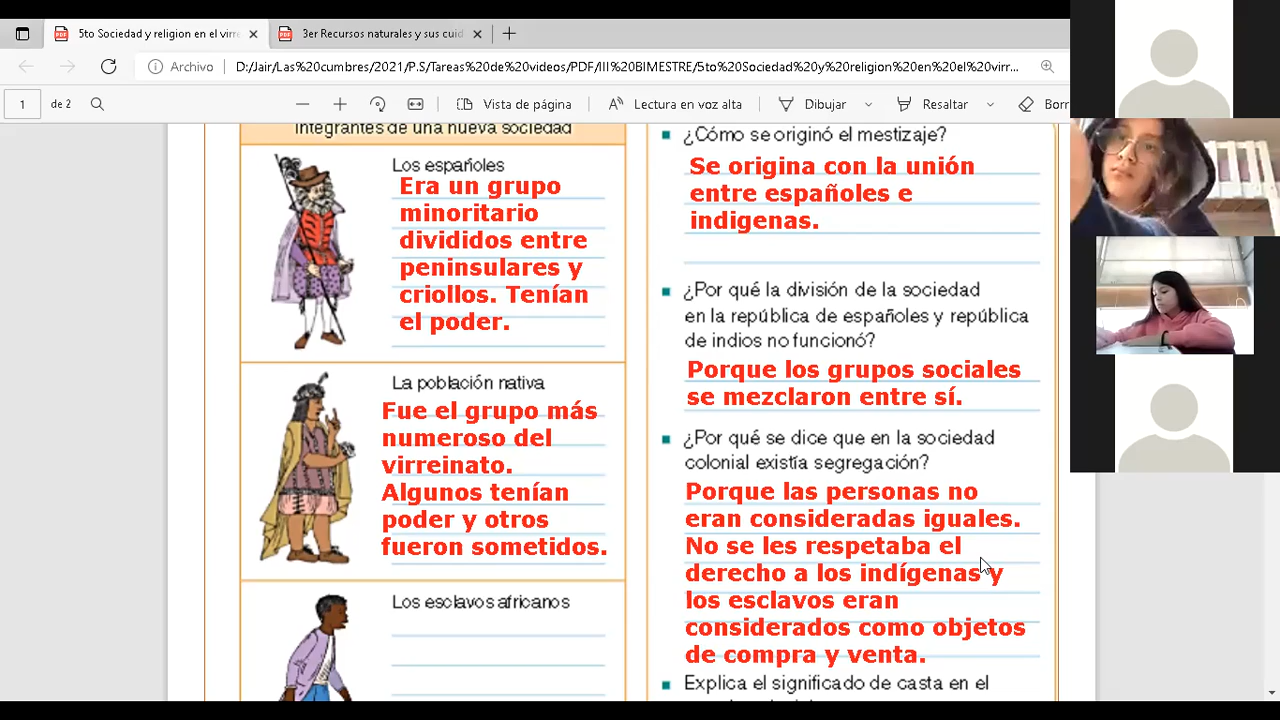 5to Sociedad y religion en el virre
3er Recursos naturales y sus cuid
Archivo
D:/Jair/Las%20cumbres/2021/P.S/Tareas%20de%20videos/PDF/III%20BIMESTRE/5to%20Sociedad%20y%20religion%20en%20el%20virr...
1
de 2
Vista de página
Lectura en voz alta
Dibujar
Resaltar
Borr
Integrantes de una nueva sociedad
Los españoles
Era un grupo
minoritario
divididos entre
peninsulares y
criollos. Tenían
el poder.
La población nativa
Fue el grupo más
numeroso del
virreinato.
Algunos tenían
poder y otros
fueron sometidos.
Los esclavos africanos
¿Cómo se originó el mestizaje?
Se origina con la unión
entre españoles e
indigenas.
¿Por qué la división de la sociedad
en la república de españoles y república
de indios no funcionó?
Porque los grupos sociales
se mezclaron entre sí.
¿Por qué se dice que en la sociedad
colonial existía segregación?
Porque las personas no
eran consideradas iguales.
No se les respetaba el
derecho a los indígenas y
los esclavos eran
considerados como objetos
de compra y venta.
Explica el significado de casta en el